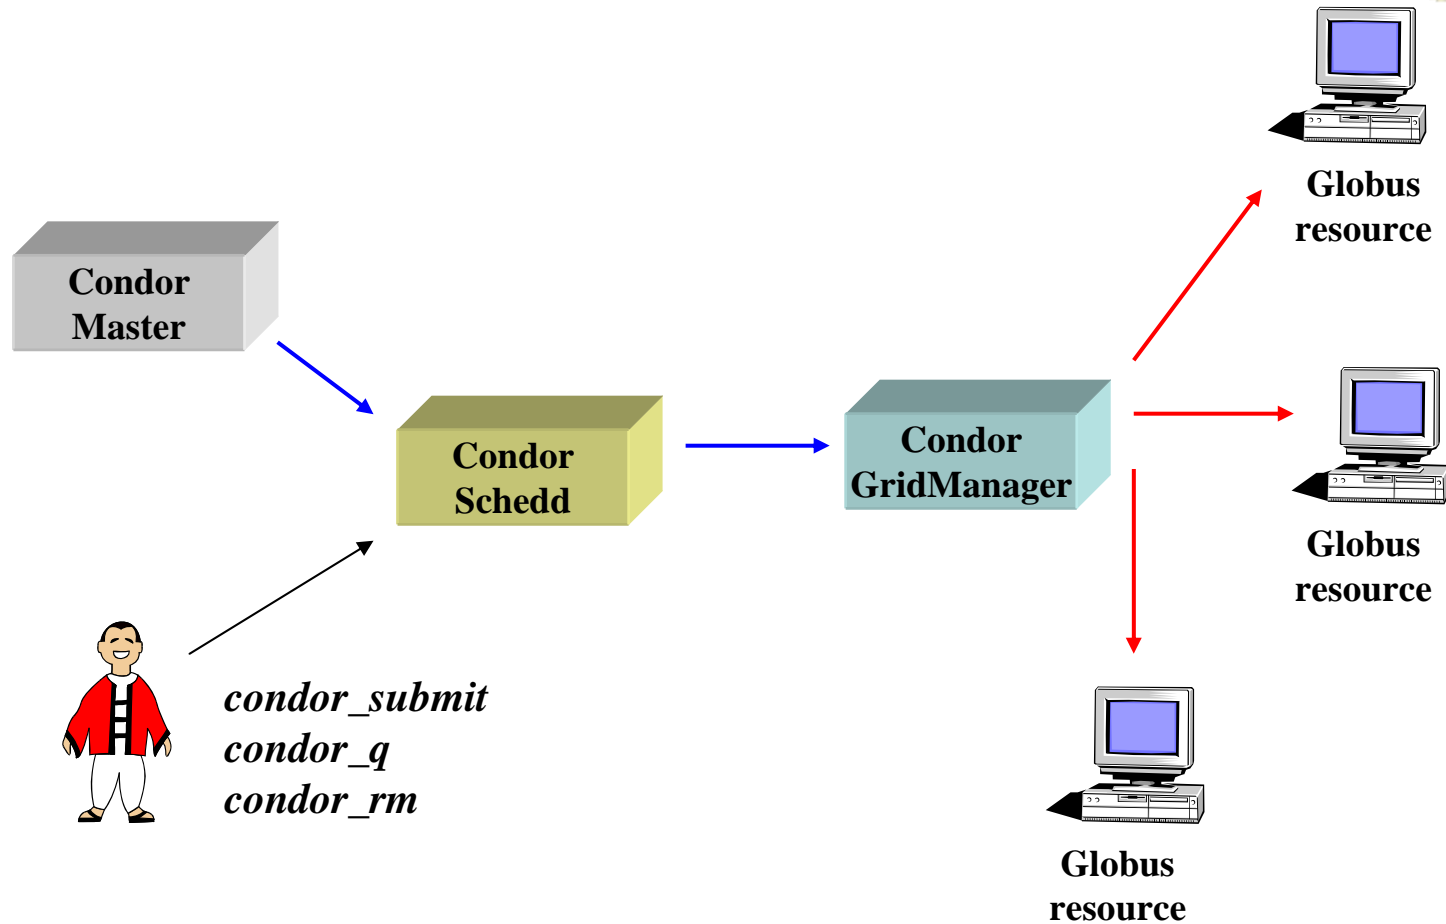 Globus
resource
Condor
Master
Condor
Schedd
Condor
GridManager
Globus
resource
condor_submit
condor_q
condor_rm
Globus
resource